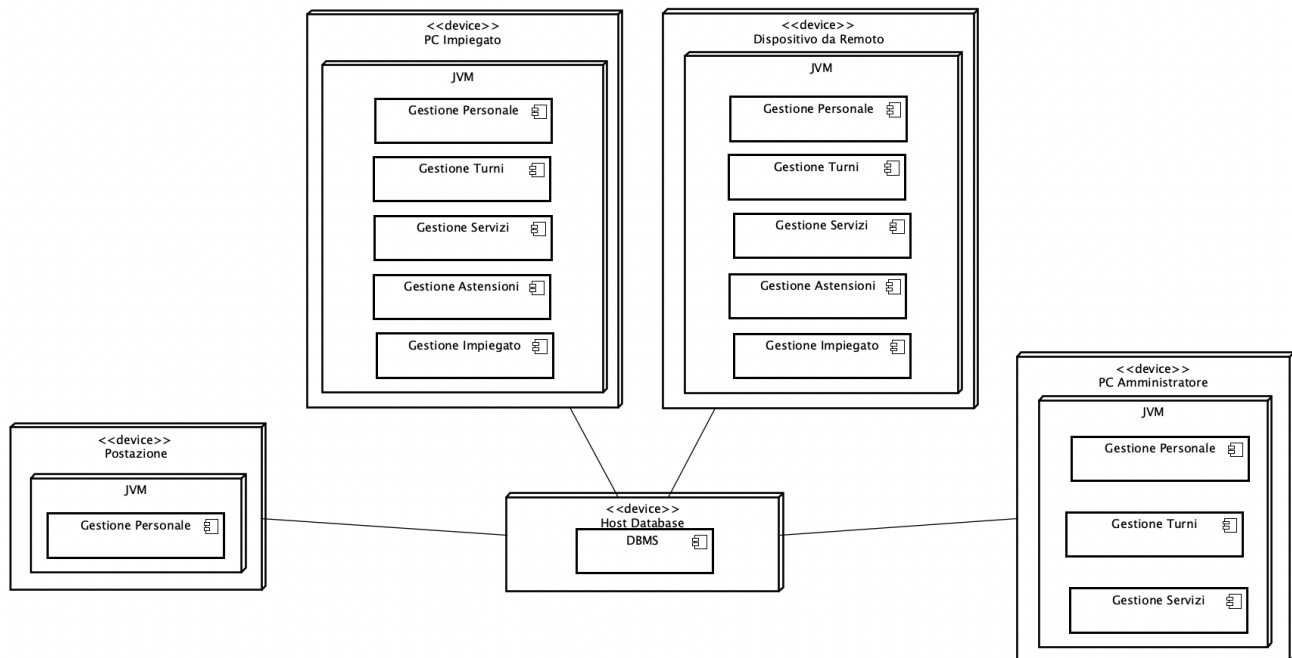 <<device>>
PC Impiegato
JVM
Gestione Personale
Gestione Turni
Gestione Servizi
Gestione Astensioni
Gestione Impiegato
<<device>>
Dispositivo da Remoto
JVM
Gestione Personale
Gestione Turni
Gestione Servizi
Gestione Astensioni
Gestione Impiegato
<<device>>
PC Amministratore
JVM
Gestione Personale
Gestione Turni
Gestione Servizi
<<device>>
Postazione
JVM
Gestione Personale
<<device>>
Host Database
DBMS